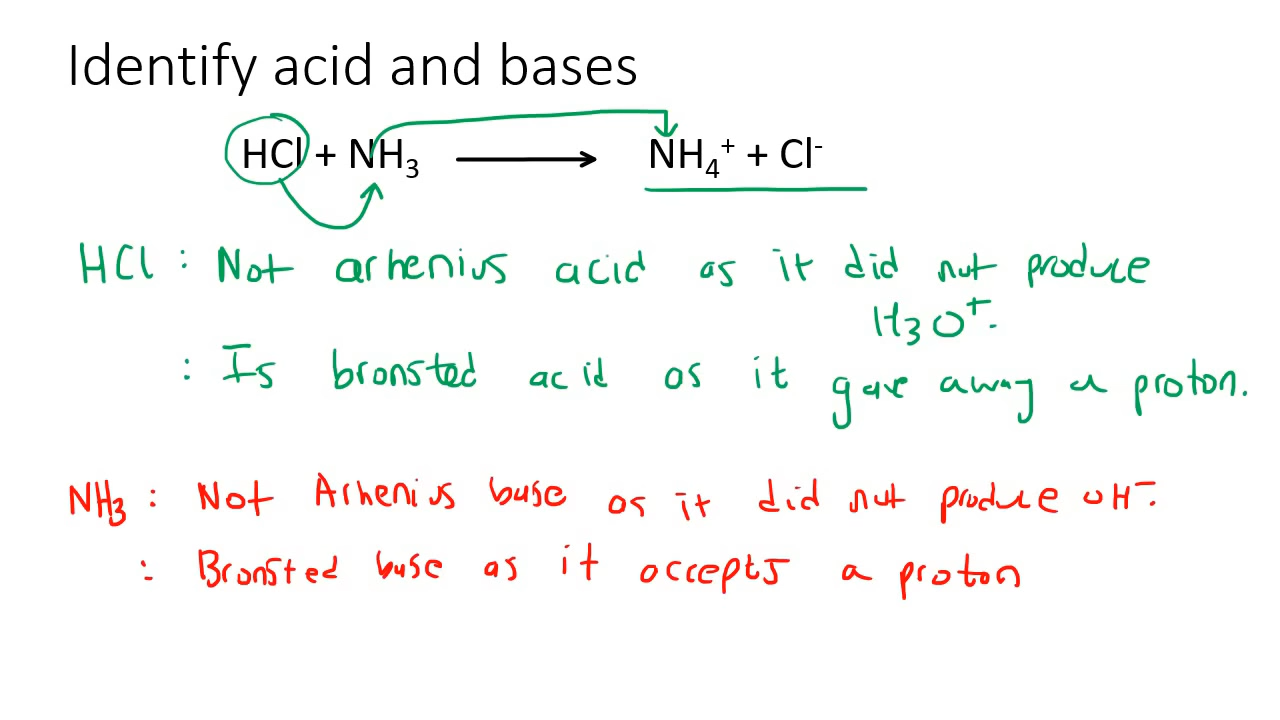 Identify acid and bases
HCl + NH₃ ⟶ NH₄⁺ + Cl⁻
HCl : Not arhenius acid as it did not produce
H₃O⁺.
: Is bronsted acid as it gave away a proton.
NH₃ : Not Arhenius base as it did not produce OH⁻.
: Bronsted base as it accepts a proton